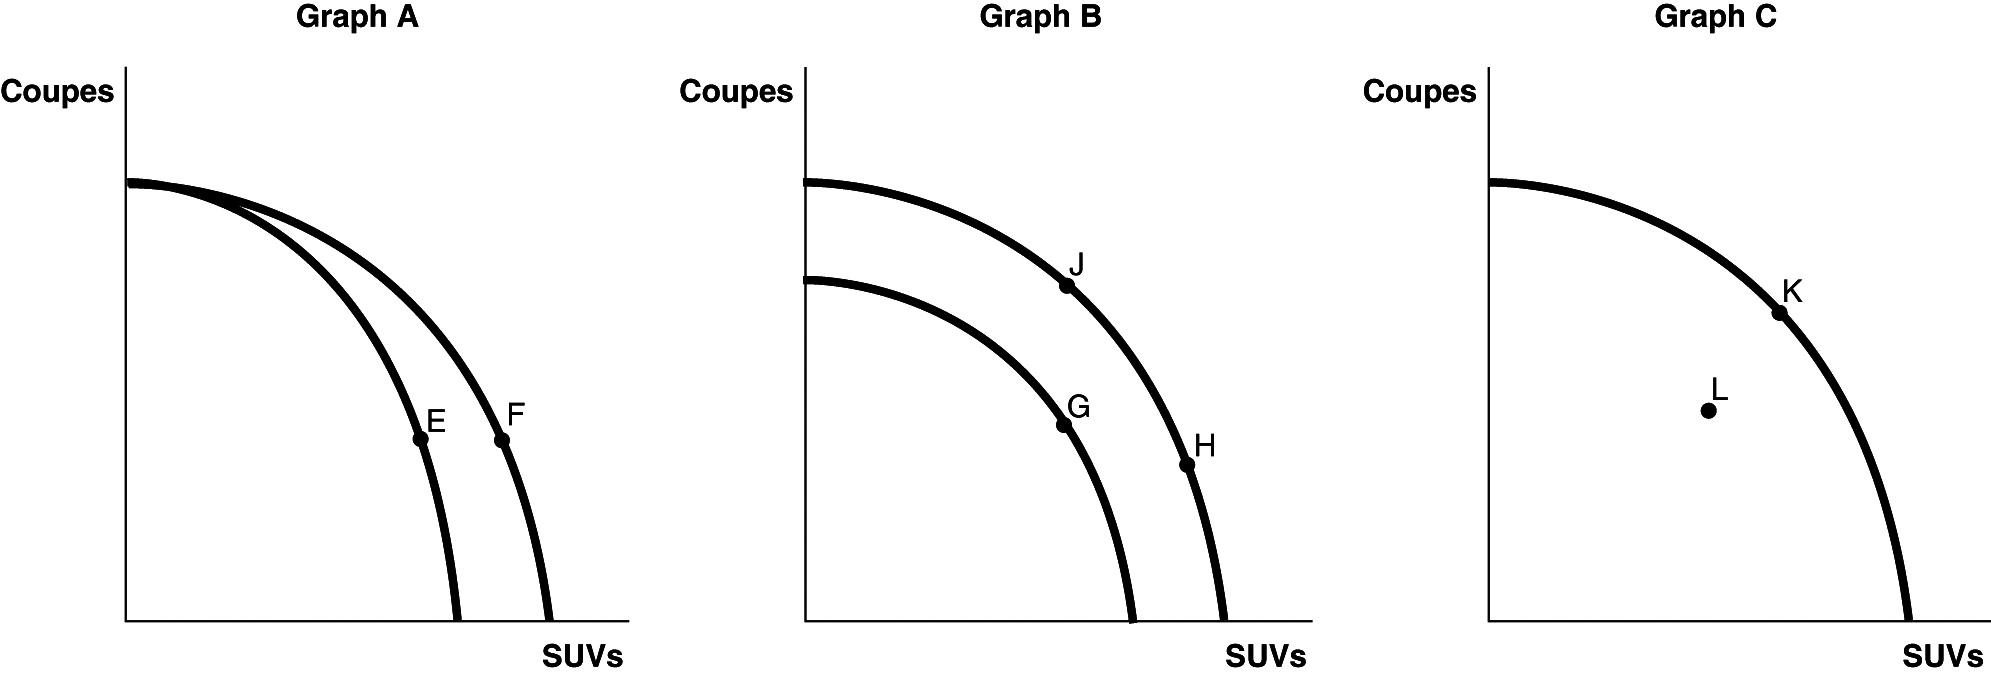 Graph A
Graph B
Graph C
Coupes
Coupes
Coupes
J
K
L
E
F
G
H
SUVs
SUVs
SUVs